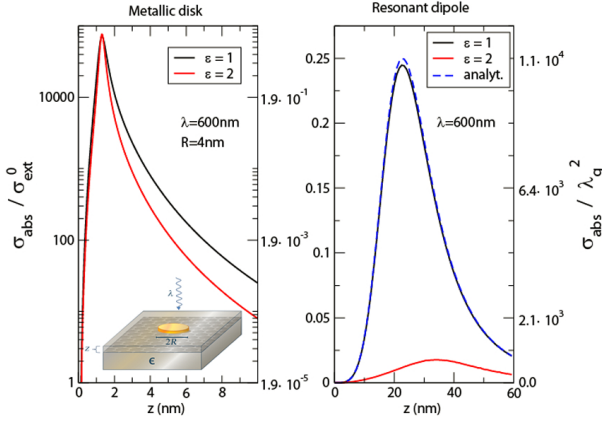 Metallic disk
σabs / σ⁰ext
10000
100
1
ε = 1
ε = 2
λ=600nm
R=4nm
λ
2R
z
ϵ
1.9· 10⁻¹
1.9· 10⁻³
1.9· 10⁻⁵
0 2 4 6 8
z (nm)
Resonant dipole
0.25
0.2
0.15
0.1
0.05
0
ε = 1
ε = 2
analyt.
λ=600nm
1.1· 10⁴
6.4· 10³
2.1· 10³
0.0
σabs / λg²
0 20 40 60
z (nm)